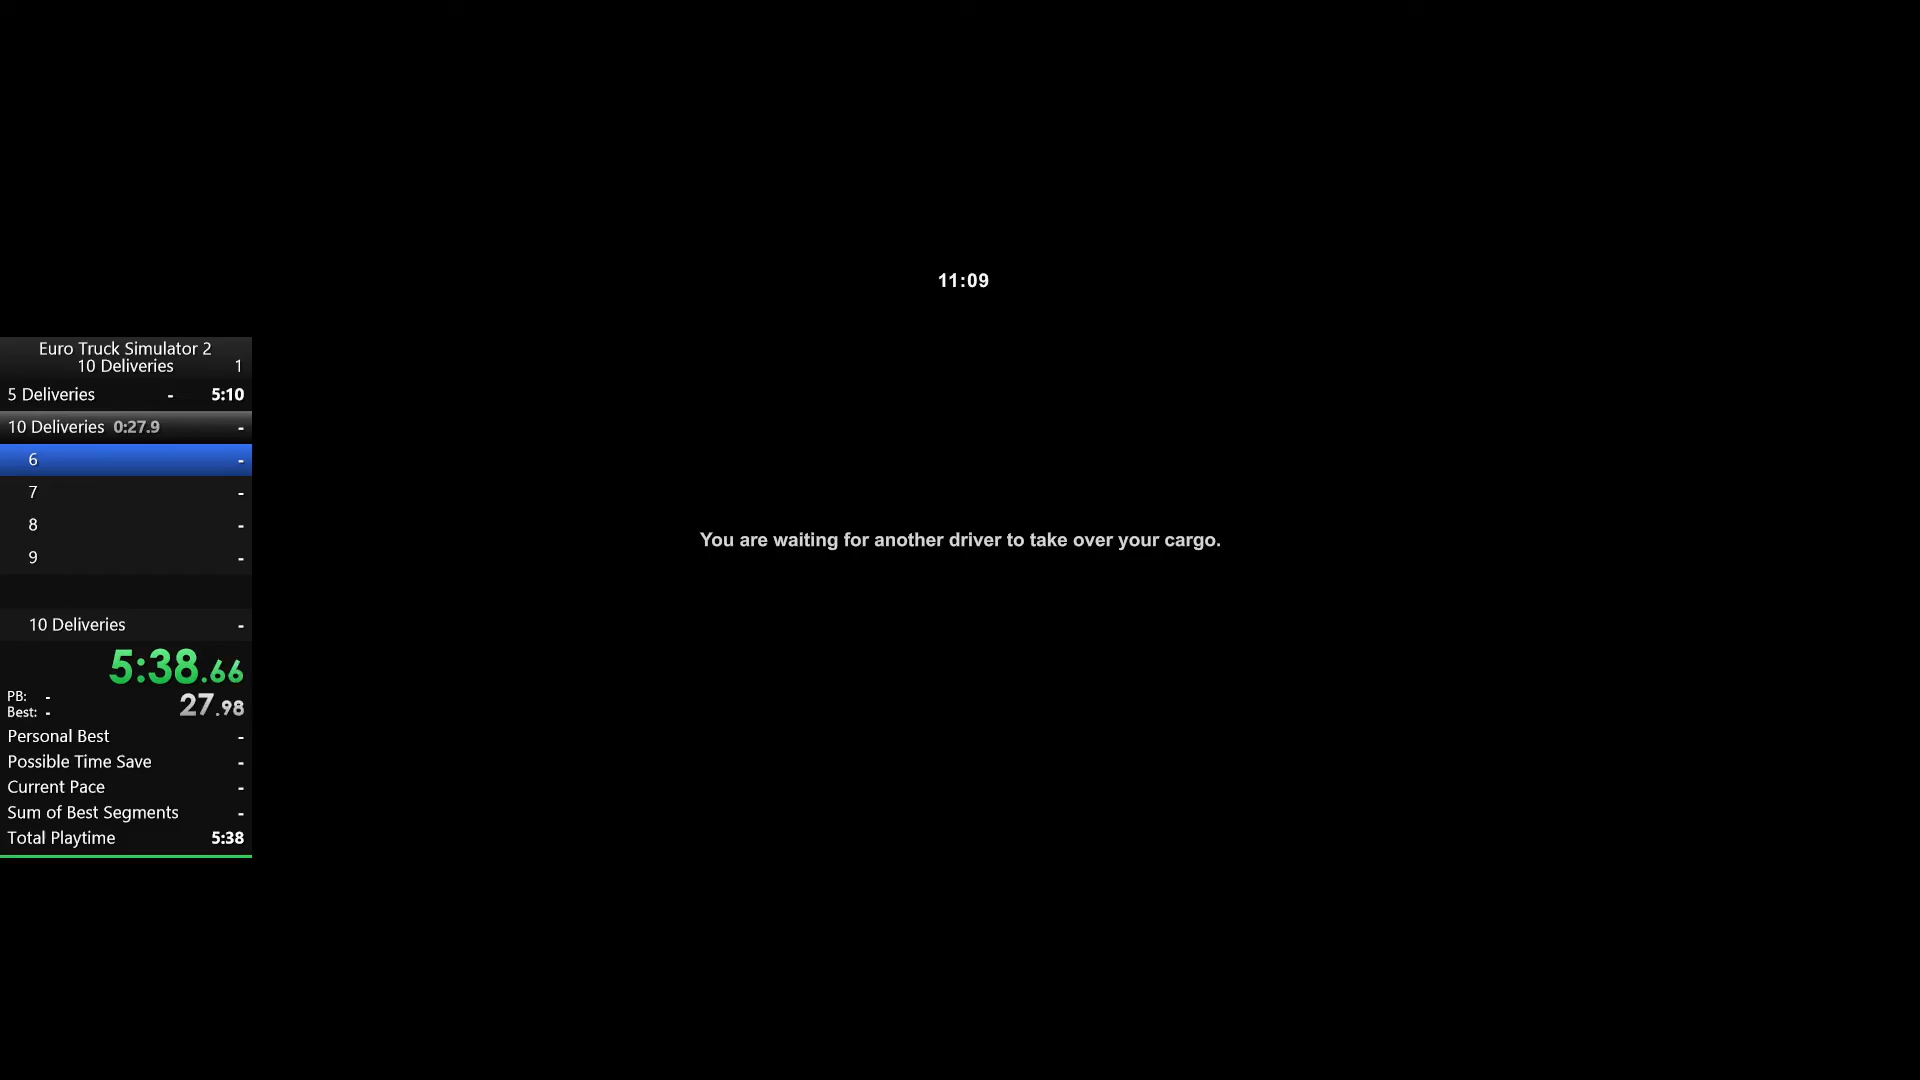 11:09
Euro Truck Simulator 2
10 Deliveries 1
5 Deliveries - 5:10
10 Deliveries 0:27.9 -
6 -
You are waiting for another driver to take over your cargo.
7 -
8 -
9 -
10 Deliveries -
5:38.66
PB: -
27.98
Best: -
Personal Best -
Possible Time Save -
Current Pace -
Sum of Best Segments -
Total Playtime 5:38